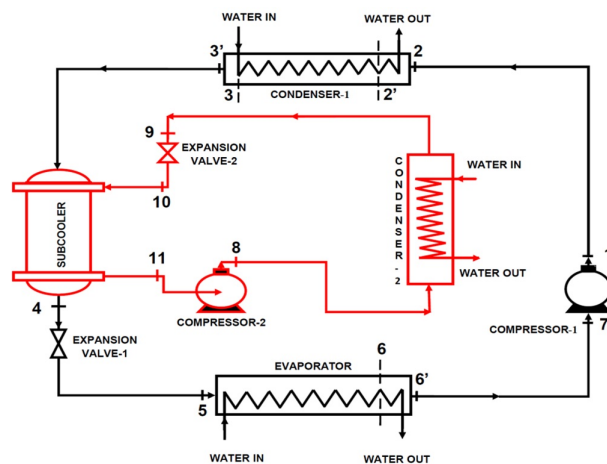 WATER IN
WATER OUT
3'
2
3
CONDENSER-1
2'
9
EXPANSION
VALVE-2
10
CONDENSER-2
WATER IN
WATER OUT
SUBCOOLER
11
8
COMPRESSOR-2
1
7
COMPRESSOR-1
4
EXPANSION
VALVE-1
EVAPORATOR
6
6'
5
WATER IN
WATER OUT